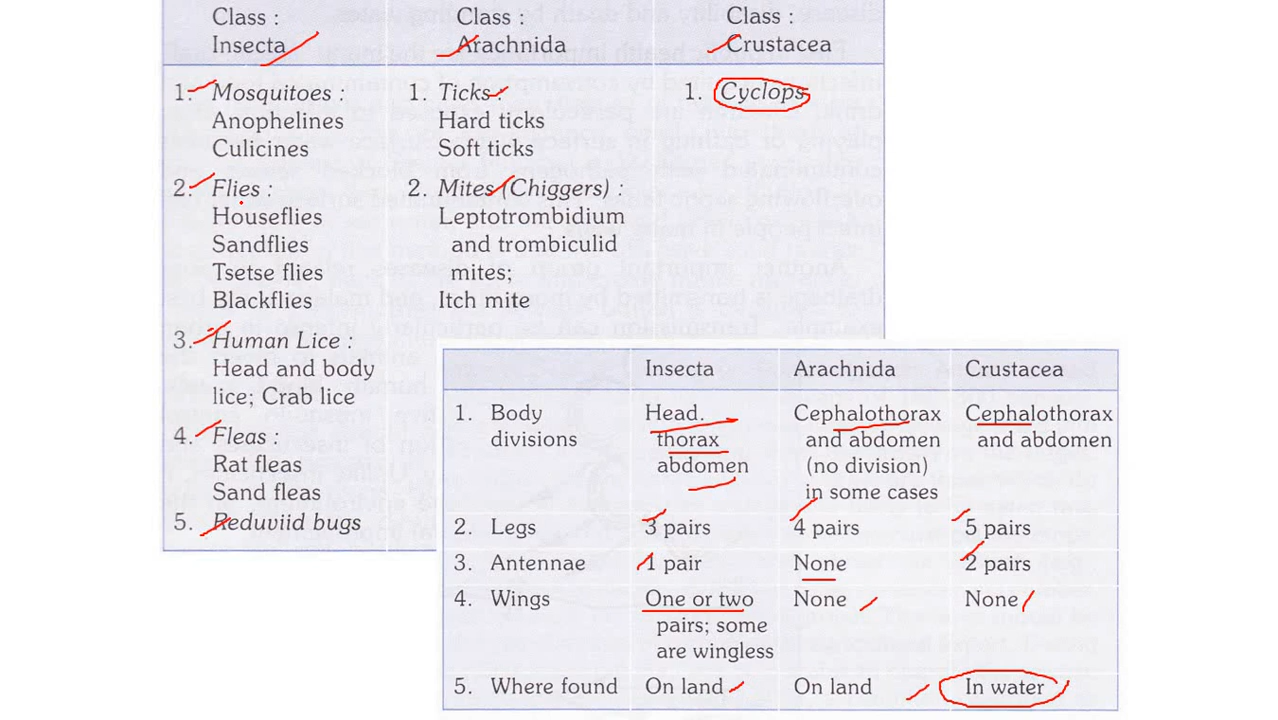 Class :
Insecta
Class :
Arachnida
Class :
Crustacea
1. Mosquitoes :
Anophelines
Culicines
2. Flies :
Houseflies
Sandflies
Tsetse flies
Blackflies
3. Human Lice :
Head and body
lice; Crab lice
4. Fleas :
Rat fleas
Sand fleas
5. Reduviid bugs
1. Ticks :
Hard ticks
Soft ticks
2. Mites (Chiggers) :
Leptotrombidium
and trombiculid
mites;
Itch mite
1. Cyclops
Insecta Arachnida Crustacea
1. Body Head. Cephalothorax Cephalothorax
divisions thorax and abdomen and abdomen
abdomen (no division)
in some cases
2. Legs 3 pairs 4 pairs 5 pairs
3. Antennae 1 pair None 2 pairs
4. Wings One or two None None
pairs; some
are wingless
5. Where found On land On land In water